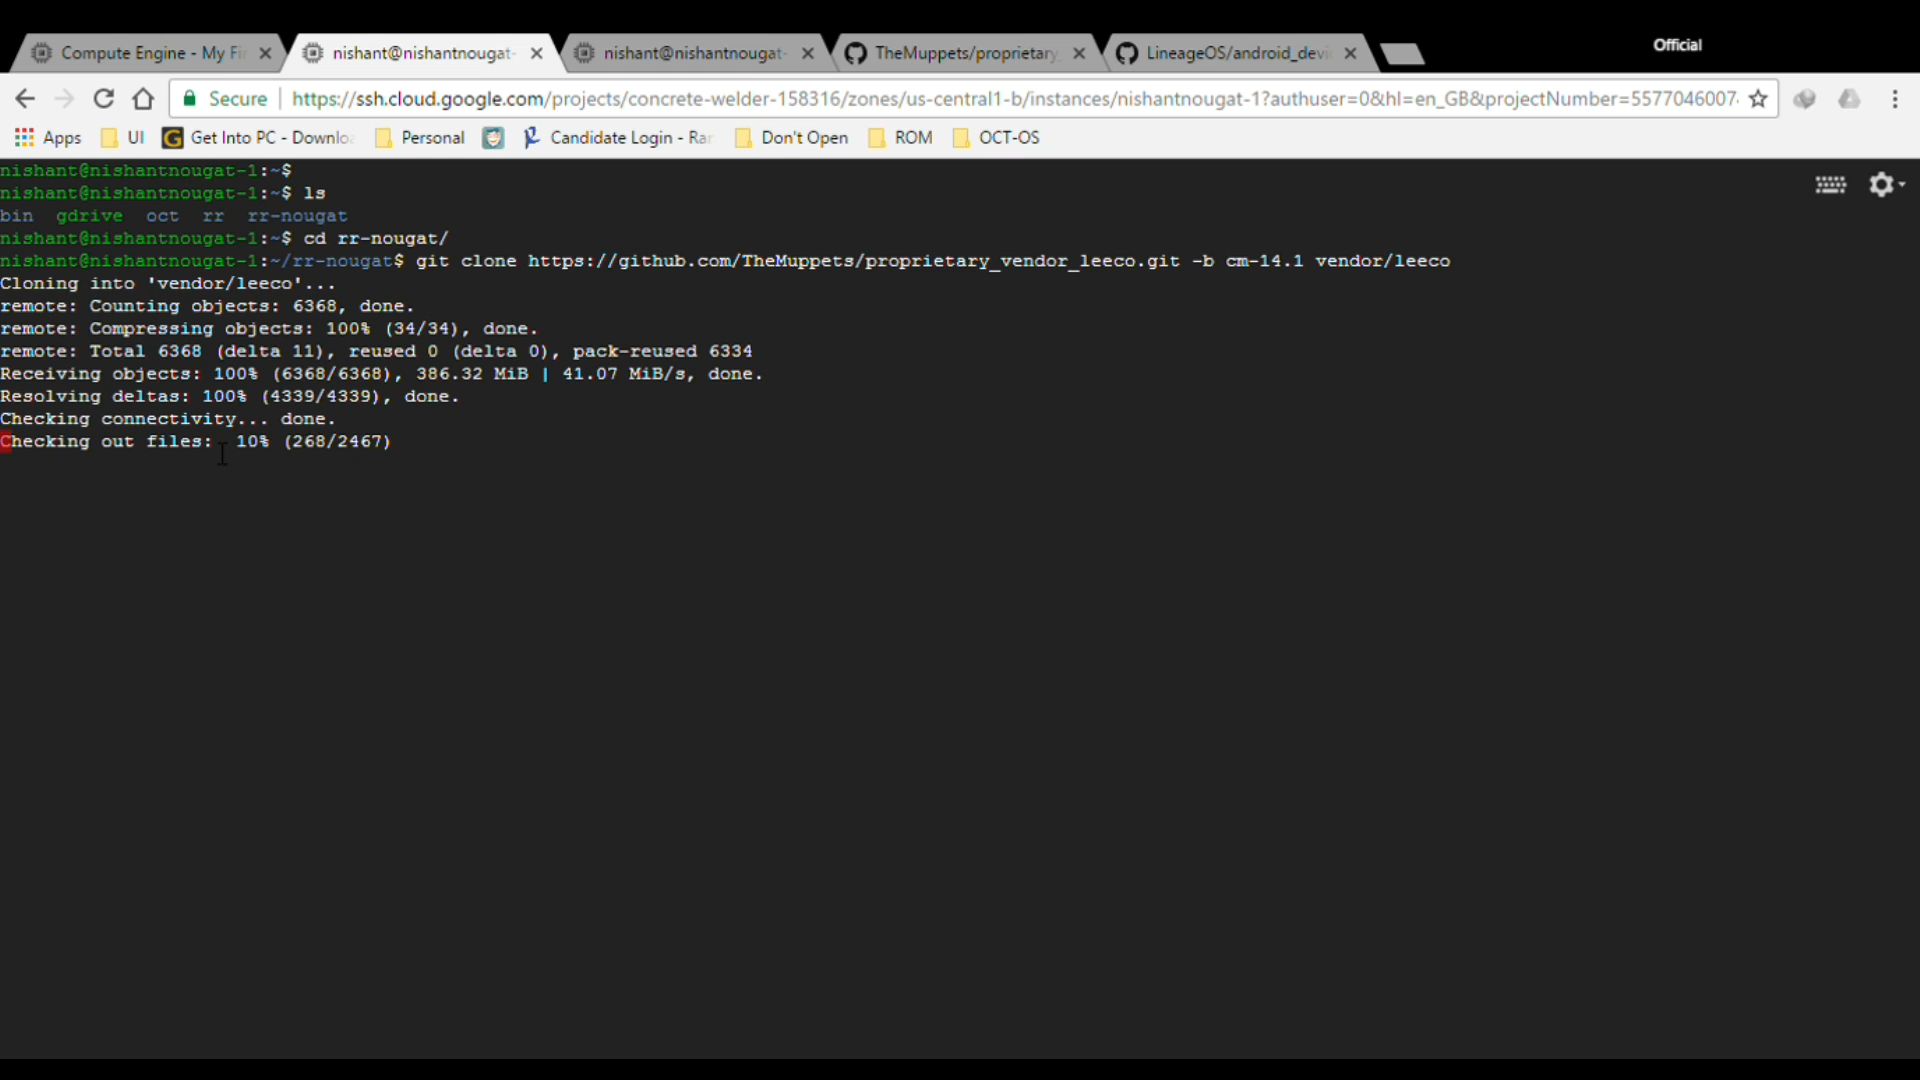 Compute Engine - My Fi
nishant@nishantnougat-
nishant@nishantnougat-
TheMuppets/proprietary
LineageOS/android_devi
Official
Secure https://ssh.cloud.google.com/projects/concrete-welder-158316/zones/us-central1-b/instances/nishantnougat-1?authuser=0&hl=en_GB&projectNumber=5577046007
Apps UI Get Into PC - Downlo Personal Candidate Login - Ran Don't Open ROM OCT-OS
nishant@nishantnougat-1:~$
nishant@nishantnougat-1:~$ ls
bin gdrive oct rr rr-nougat
nishant@nishantnougat-1:~$ cd rr-nougat/
nishant@nishantnougat-1:~/rr-nougat$ git clone https://github.com/TheMuppets/proprietary_vendor_leeco.git -b cm-14.1 vendor/leeco
Cloning into 'vendor/leeco'...
remote: Counting objects: 6368, done.
remote: Compressing objects: 100% (34/34), done.
remote: Total 6368 (delta 11), reused 0 (delta 0), pack-reused 6334
Receiving objects: 100% (6368/6368), 386.32 MiB | 41.07 MiB/s, done.
Resolving deltas: 100% (4339/4339), done.
Checking connectivity... done.
Checking out files: 10% (268/2467)